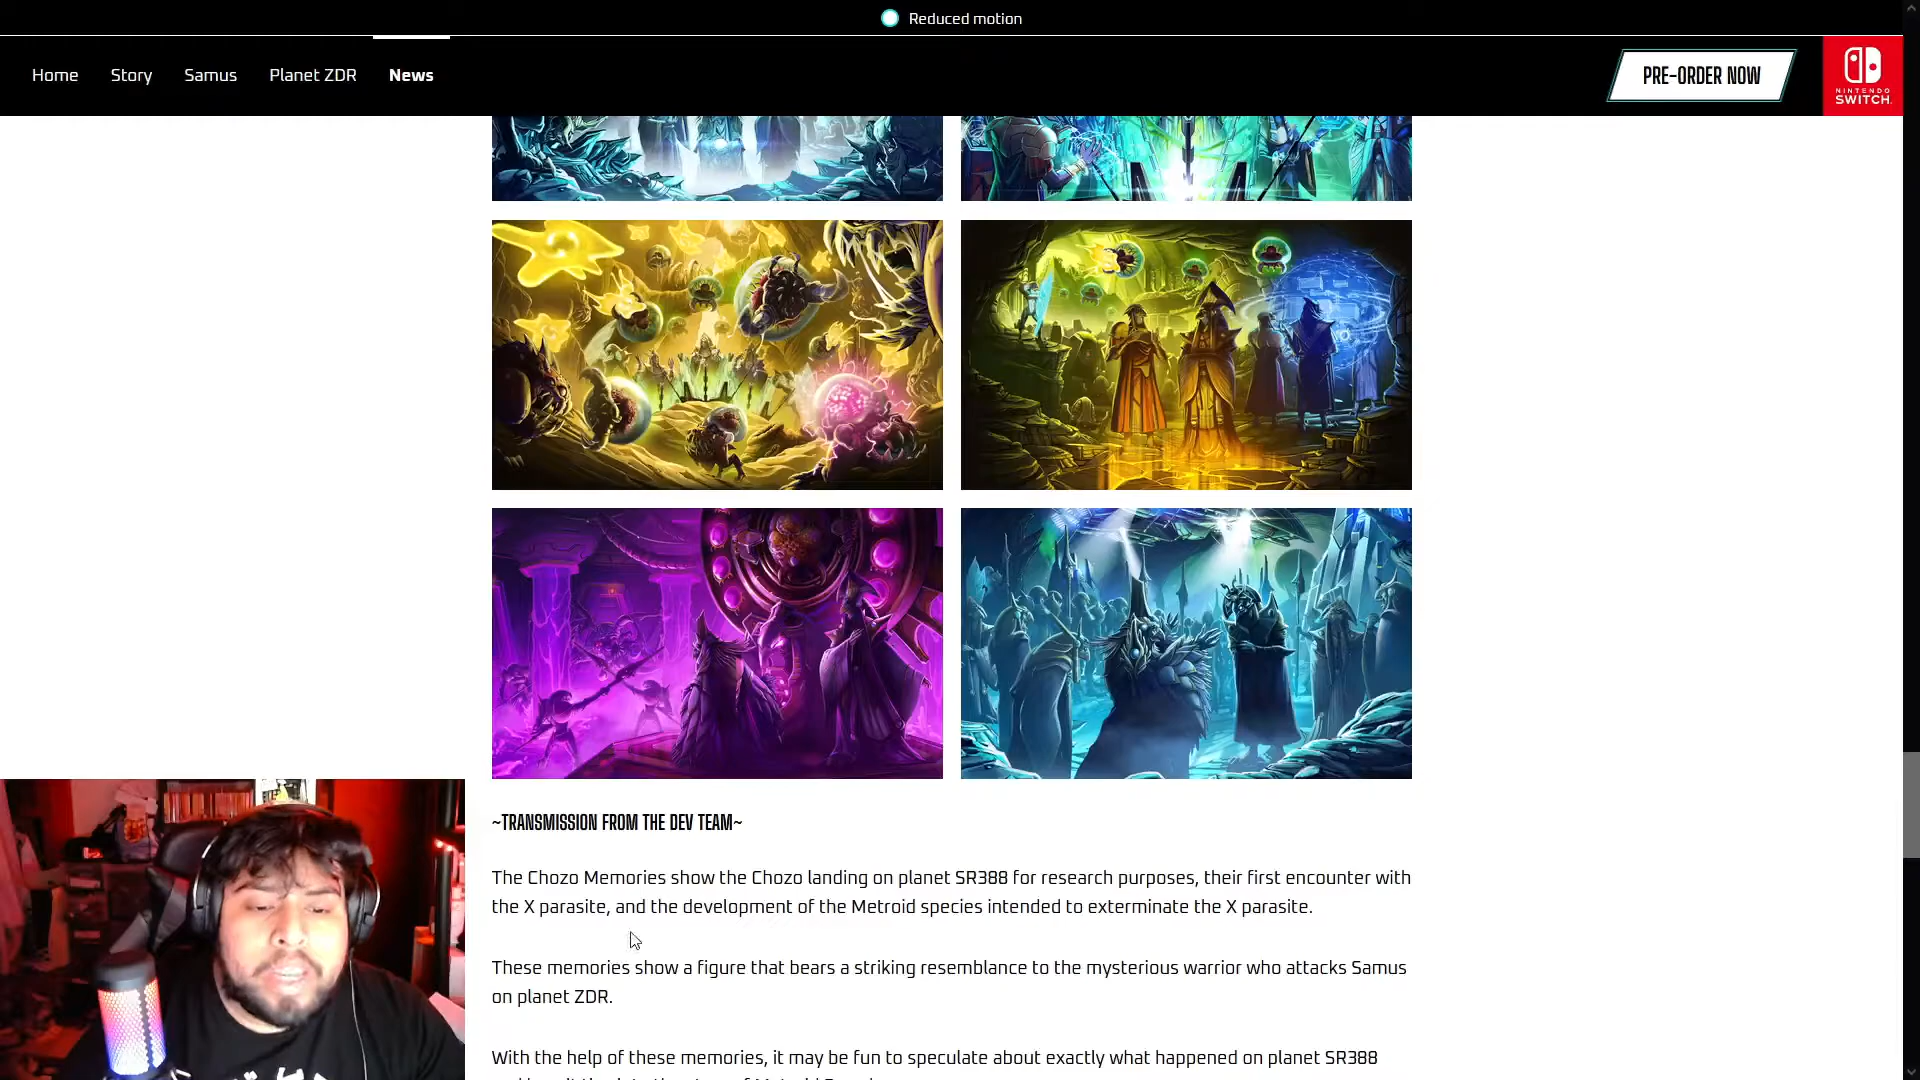 Reduced motion
Home Story Samus Planet ZDR News
PRE-ORDER NOW
NINTENDO
SWITCH
~TRANSMISSION FROM THE DEV TEAM~
The Chozo Memories show the Chozo landing on planet SR388 for research purposes, their first encounter with
the X parasite, and the development of the Metroid species intended to exterminate the X parasite.
These memories show a figure that bears a striking resemblance to the mysterious warrior who attacks Samus
on planet ZDR.
With the help of these memories, it may be fun to speculate about exactly what happened on planet SR388